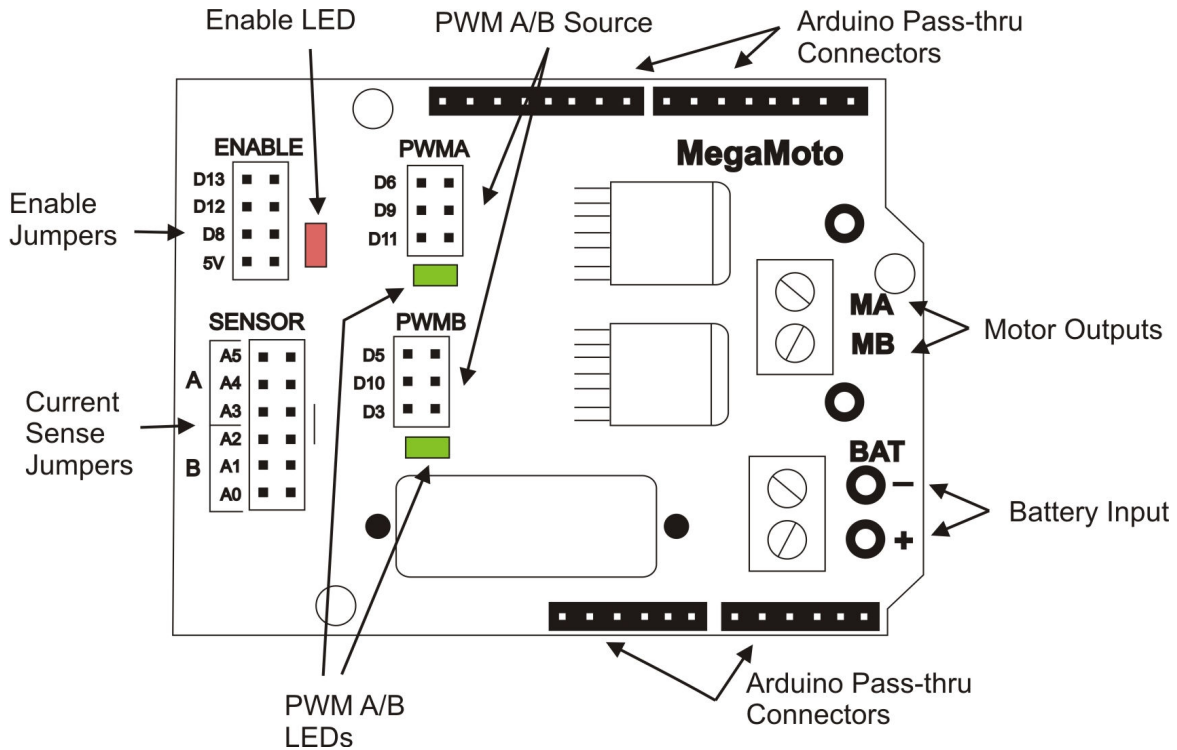 Enable LED
PWM A/B Source
Arduino Pass-thru
Connectors
ENABLE
D13
D12
D8
5V
PWMA
D6
D9
D11
MegaMoto
Enable
Jumpers
SENSOR
A
A5
A4
A3
B
A2
A1
A0
PWMB
D5
D10
D3
MA
MB
Motor Outputs
Current
Sense
Jumpers
BAT
−
+
Battery Input
PWM A/B
LEDs
Arduino Pass-thru
Connectors